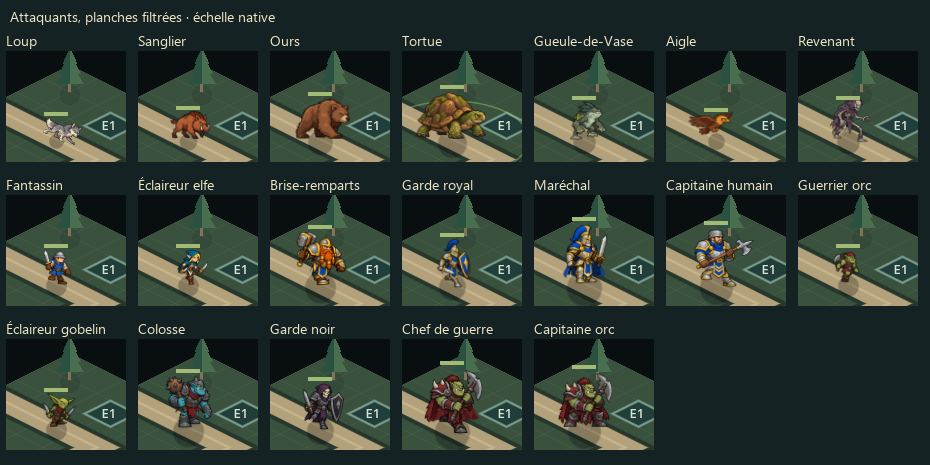 Attaquants, planches filtrées · échelle native
Loup Sanglier Ours Tortue Gueule-de-Vase Aigle Revenant
E1 E1 E1 E1 E1 E1 E1
Fantassin Éclaireur elfe Brise-remparts Garde royal Maréchal Capitaine humain Guerrier orc
E1 E1 E1 E1 E1 E1 E1
Éclaireur gobelin Colosse Garde noir Chef de guerre Capitaine orc
E1 E1 E1 E1 E1